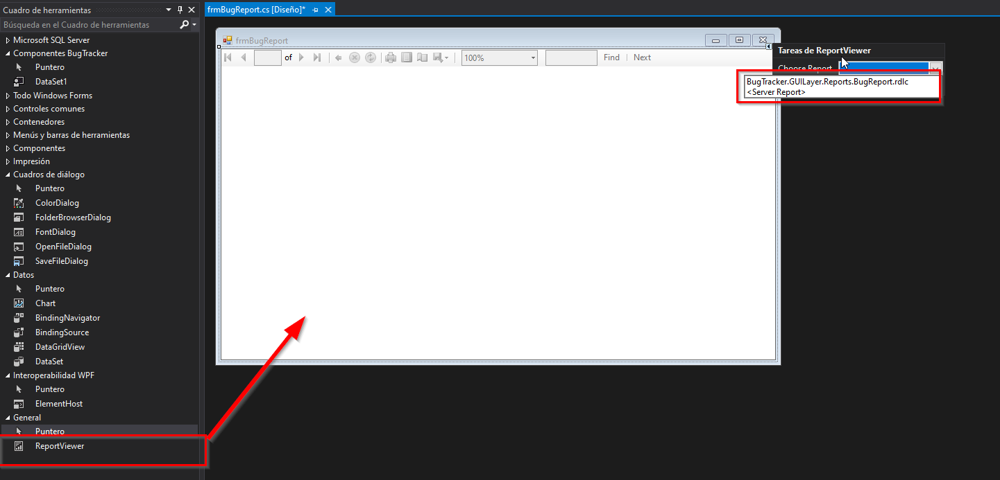 Cuadro de herramientas
Búsqueda en el Cuadro de herramientas
Microsoft SQL Server
Componentes BugTracker
Puntero
DataSet1
Todo Windows Forms
Controles comunes
Contenedores
Menús y barras de herramientas
Componentes
Impresión
Cuadros de diálogo
Puntero
ColorDialog
FolderBrowserDialog
FontDialog
OpenFileDialog
SaveFileDialog
Datos
Puntero
Chart
BindingNavigator
BindingSource
DataGridView
DataSet
Interoperabilidad WPF
Puntero
ElementHost
General
Puntero
ReportViewer
frmBugReport.cs [Diseño]*
frmBugReport
of
100%
Find
Next
Tareas de ReportViewer
Choose Report
BugTracker.GUILayer.Reports.BugReport.rdlc
<Server Report>